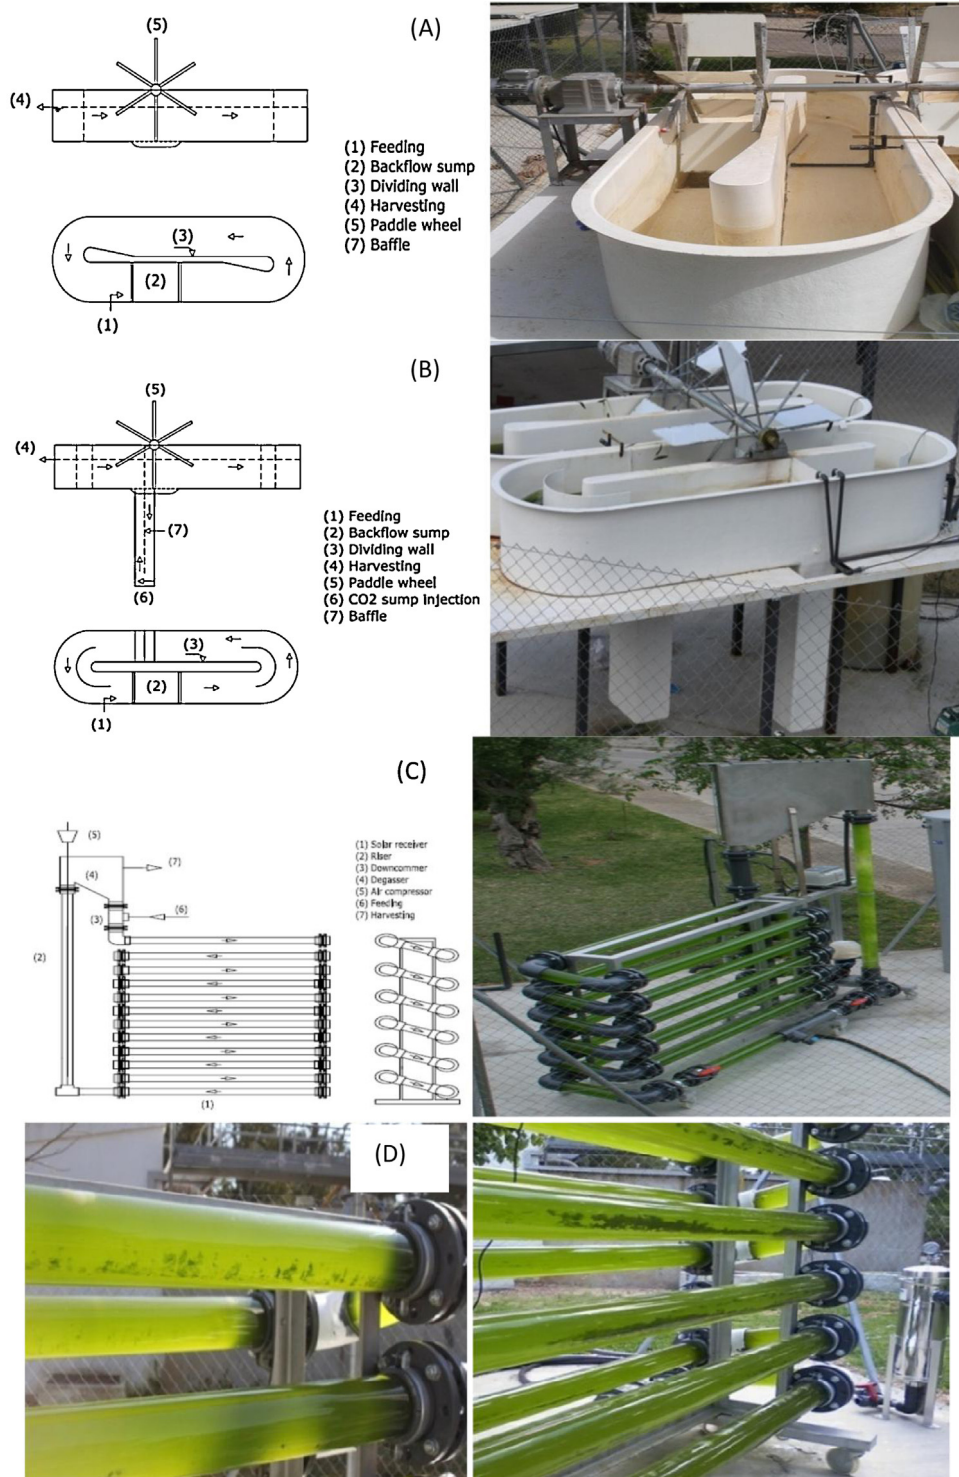 (5)
(A)
(4)
(1) Feeding
(2) Backflow sump
(3) Dividing wall
(4) Harvesting
(5) Paddle wheel
(7) Baffle
(3)
(2)
(1)
(B)
(5)
(4)
(7)
(6)
(1) Feeding
(2) Backflow sump
(3) Dividing wall
(4) Harvesting
(5) Paddle wheel
(6) CO2 sump injection
(7) Baffle
(3)
(2)
(1)
(C)
(5)
(7)
(4)
(6)
(3)
(2)
(1)
(1) Solar receiver
(2) Riser
(3) Downcommer
(4) Degasser
(5) Air compressor
(6) Feeding
(7) Harvesting
(D)